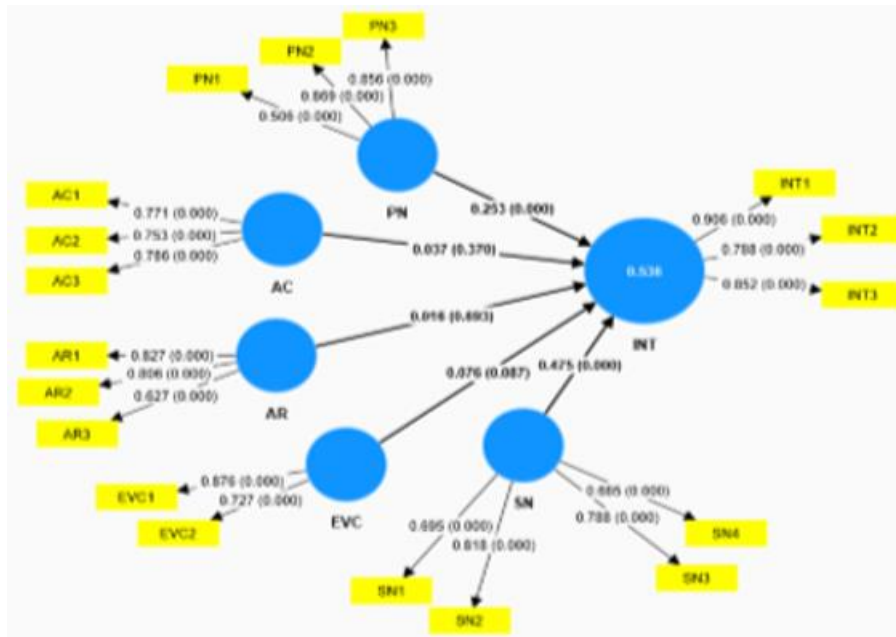 PN3
PN2
PN1
0.856 (0.000)
0.869 (0.000)
0.506 (0.000)
PN
AC1
AC2
AC3
0.771 (0.000)
0.753 (0.000)
0.786 (0.000)
AC
0.253 (0.000)
0.037 (0.370)
INT1
INT2
INT3
0.906 (0.000)
0.788 (0.000)
0.852 (0.000)
0.536
INT
AR1
AR2
AR3
0.827 (0.000)
0.806 (0.000)
0.627 (0.000)
AR
0.016 (0.693)
0.076 (0.087)
0.475 (0.000)
EVC1
EVC2
0.876 (0.000)
0.727 (0.000)
EVC
SN
0.695 (0.000)
0.818 (0.000)
(0.000)
0.788 (0.000)
SN1
SN2
SN3
SN4